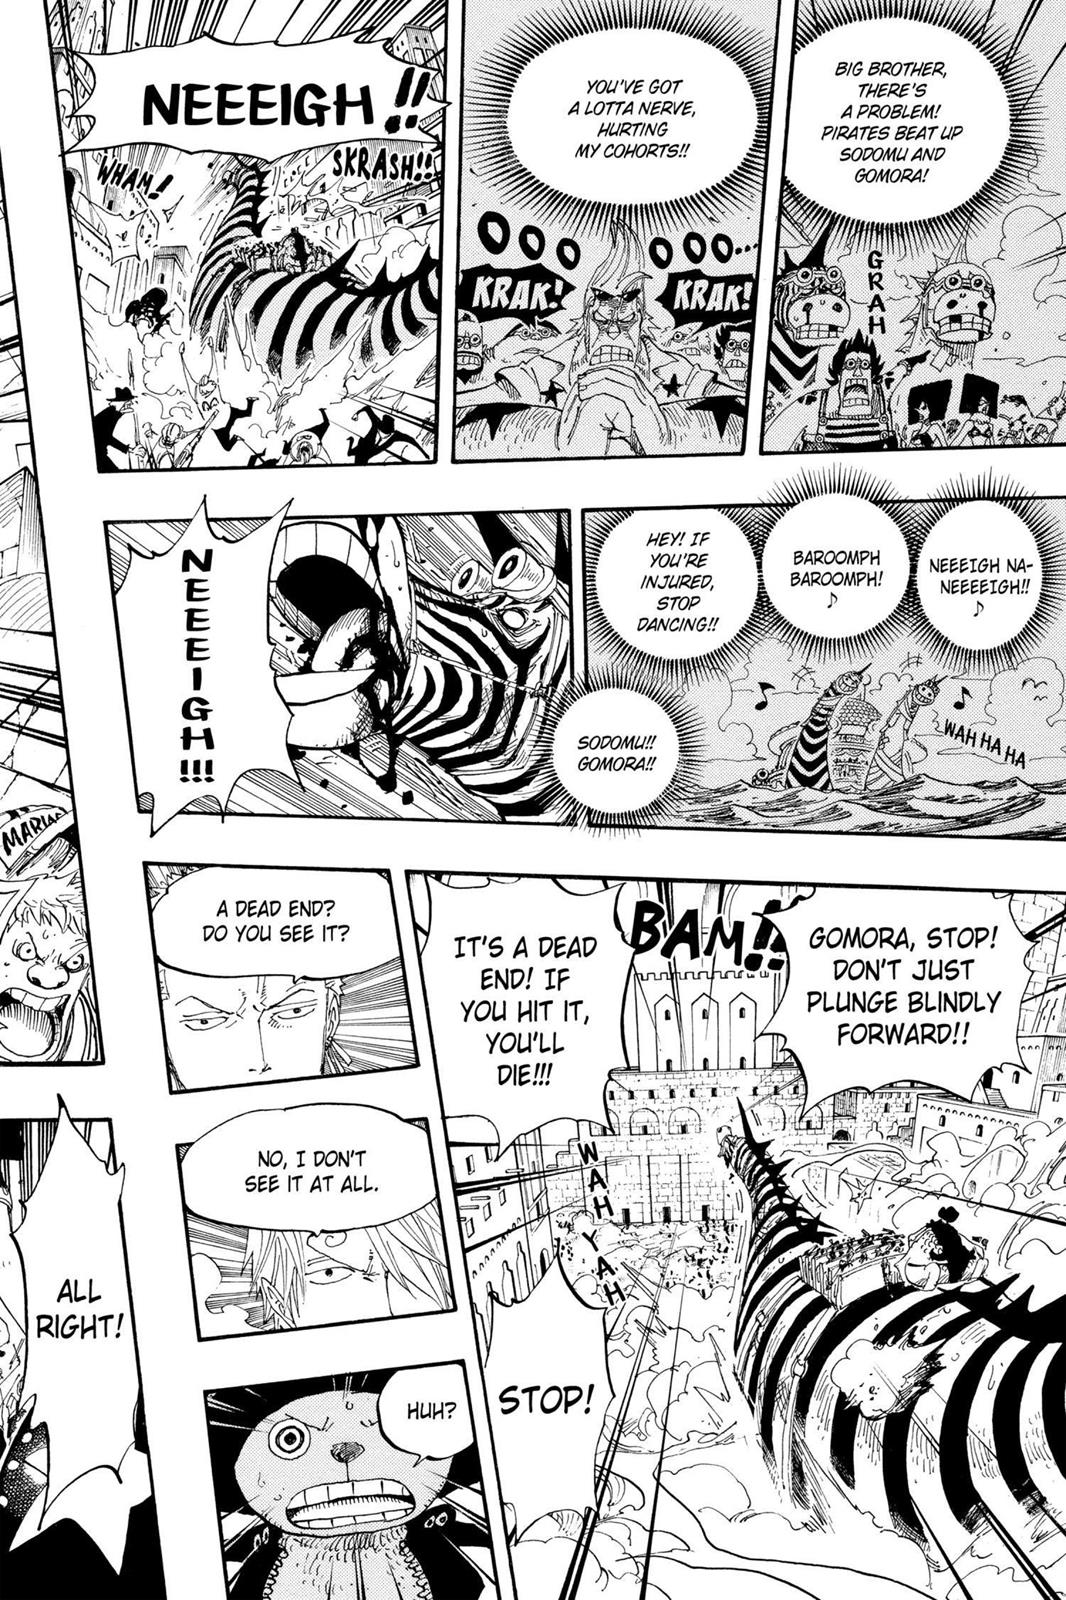 BIG BROTHER,
THERE'S
A PROBLEM!
PIRATES BEAT UP
SODOMU AND
GOMORA!
GRAH
YOU'VE GOT
A LOTTA NERVE,
HURTING
MY COHORTS!!
OOO...
KRAK!
OOO
KRAK!
NEEEIGH!!
SKRASH!!
WHAM!
NEEEIGH NA-
NEEEEIGH!!
♪
BAROOMPH
BAROOMPH!
♪
HEY! IF
YOU'RE
INJURED,
STOP
DANCING!!
♪
♪
WAH HA HA
SODOMU!!
GOMORA!!
NEEEIGH!!!
GOMORA, STOP!
DON'T JUST
PLUNGE BLINDLY
FORWARD!!
BAM!!
IT'S A DEAD
END! IF
YOU HIT IT,
YOU'LL
DIE!!!
WAH
YAH
STOP!
A DEAD END?
DO YOU SEE IT?
NO, I DON'T
SEE IT AT ALL.
HUH?
MARIA
ALL
RIGHT!